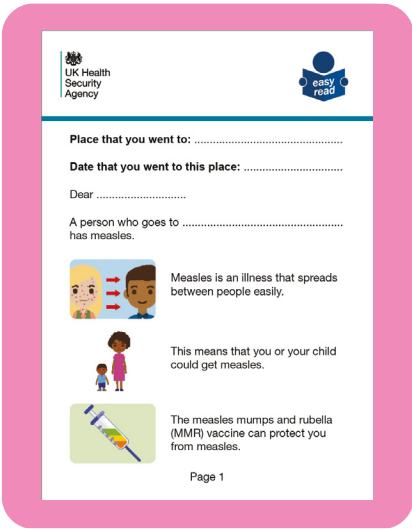 UK Health
Security
Agency
easy
read
Place that you went to: ................................................
Date that you went to this place: ................................
Dear .............................
A person who goes to ....................................................
has measles.
Measles is an illness that spreads
between people easily.
This means that you or your child
could get measles.
The measles mumps and rubella
(MMR) vaccine can protect you
from measles.
Page 1